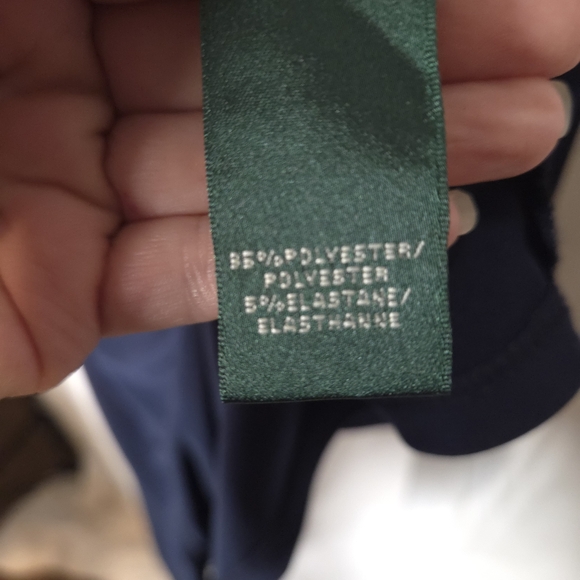 95%POLYESTER/
POLYESTER
5%ELASTANE/
ELASTHANNE